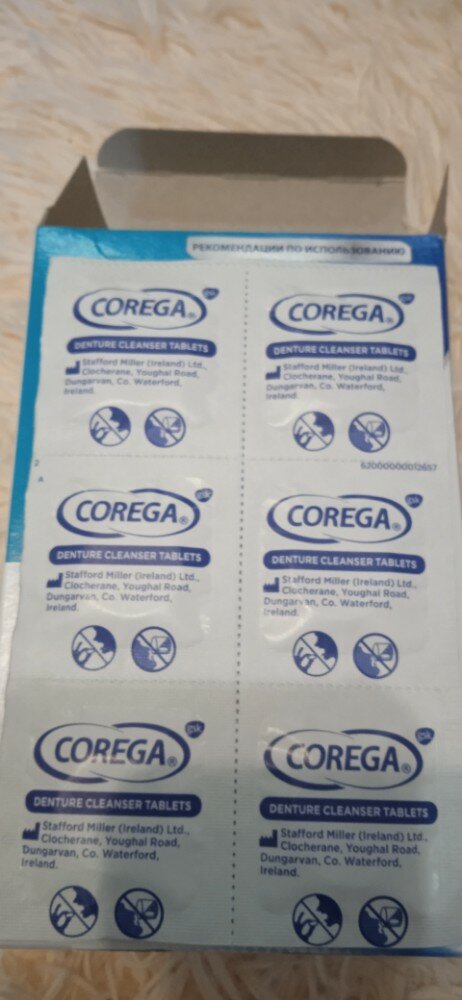 РЕКОМЕНДАЦИИ ПО ИСПОЛЬЗОВАНИЮ
COREGA® gsk
DENTURE CLEANSER TABLETS
Stafford Miller (Ireland) Ltd.,
Clocherane, Youghal Road,
Dungarvan, Co. Waterford,
Ireland.
COREGA® gsk
DENTURE CLEANSER TABLETS
Stafford Miller (Ireland) Ltd.,
Clocherane, Youghal Road,
Dungarvan, Co. Waterford,
Ireland.
2
A
62000000012657
COREGA® gsk
DENTURE CLEANSER TABLETS
Stafford Miller (Ireland) Ltd.,
Clocherane, Youghal Road,
Dungarvan, Co. Waterford,
Ireland.
COREGA® gsk
DENTURE CLEANSER TABLETS
Stafford Miller (Ireland) Ltd.,
Clocherane, Youghal Road,
Dungarvan, Co. Waterford,
Ireland.
COREGA® gsk
DENTURE CLEANSER TABLETS
Stafford Miller (Ireland) Ltd.,
Clocherane, Youghal Road,
Dungarvan, Co. Waterford,
Ireland.
COREGA® gsk
DENTURE CLEANSER TABLETS
Stafford Miller (Ireland) Ltd.,
Clocherane, Youghal Road,
Dungarvan, Co. Waterford,
Ireland.